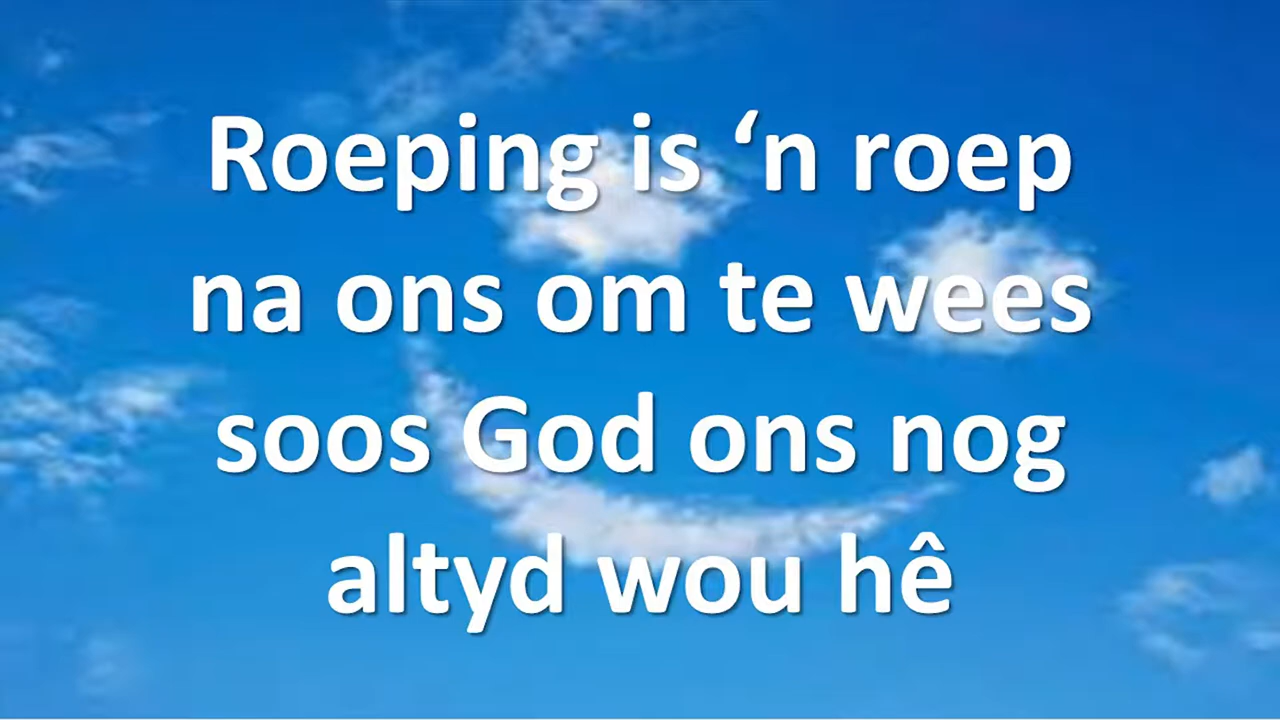 Roeping is ‘n roep
na ons om te wees
soos God ons nog
altyd wou hê